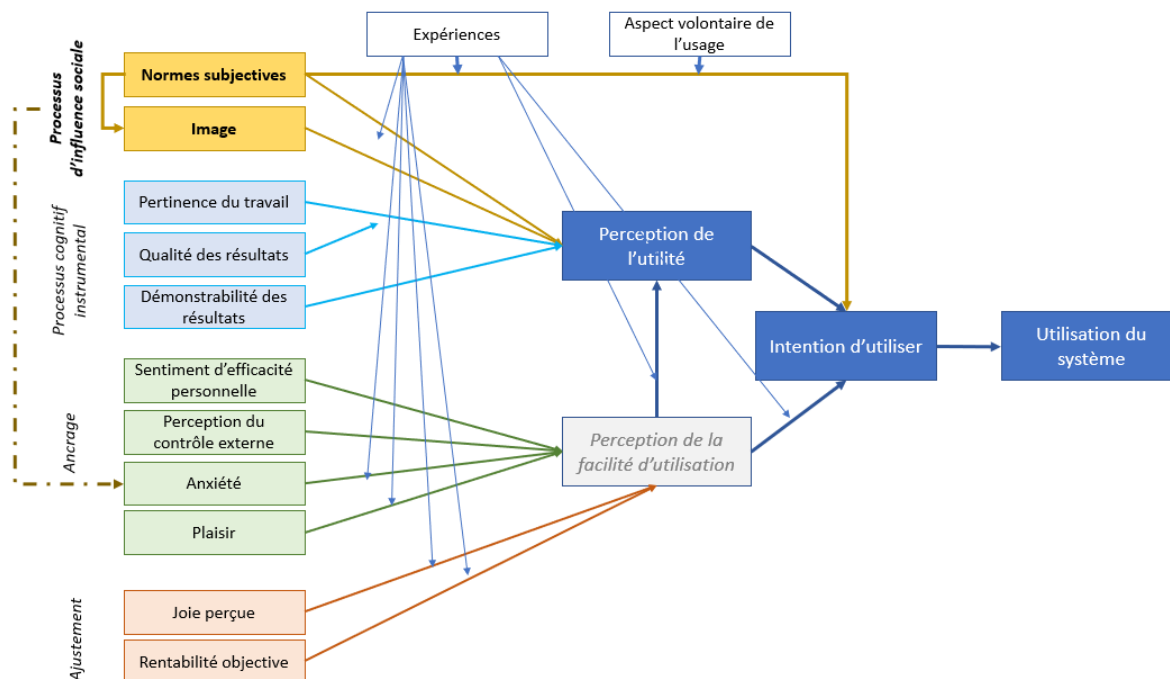 Expériences
Aspect volontaire de
l'usage
Processus
d'influence sociale
Normes subjectives
Image
Processus cognitif
instrumental
Pertinence du travail
Qualité des résultats
Démonstrabilité des
résultats
Perception de
l'utilité
Intention d'utiliser
Utilisation du
système
Ancrage
Sentiment d'efficacité
personnelle
Perception du
contrôle externe
Anxiété
Plaisir
Perception de la
facilité d'utilisation
Ajustement
Joie perçue
Rentabilité objective